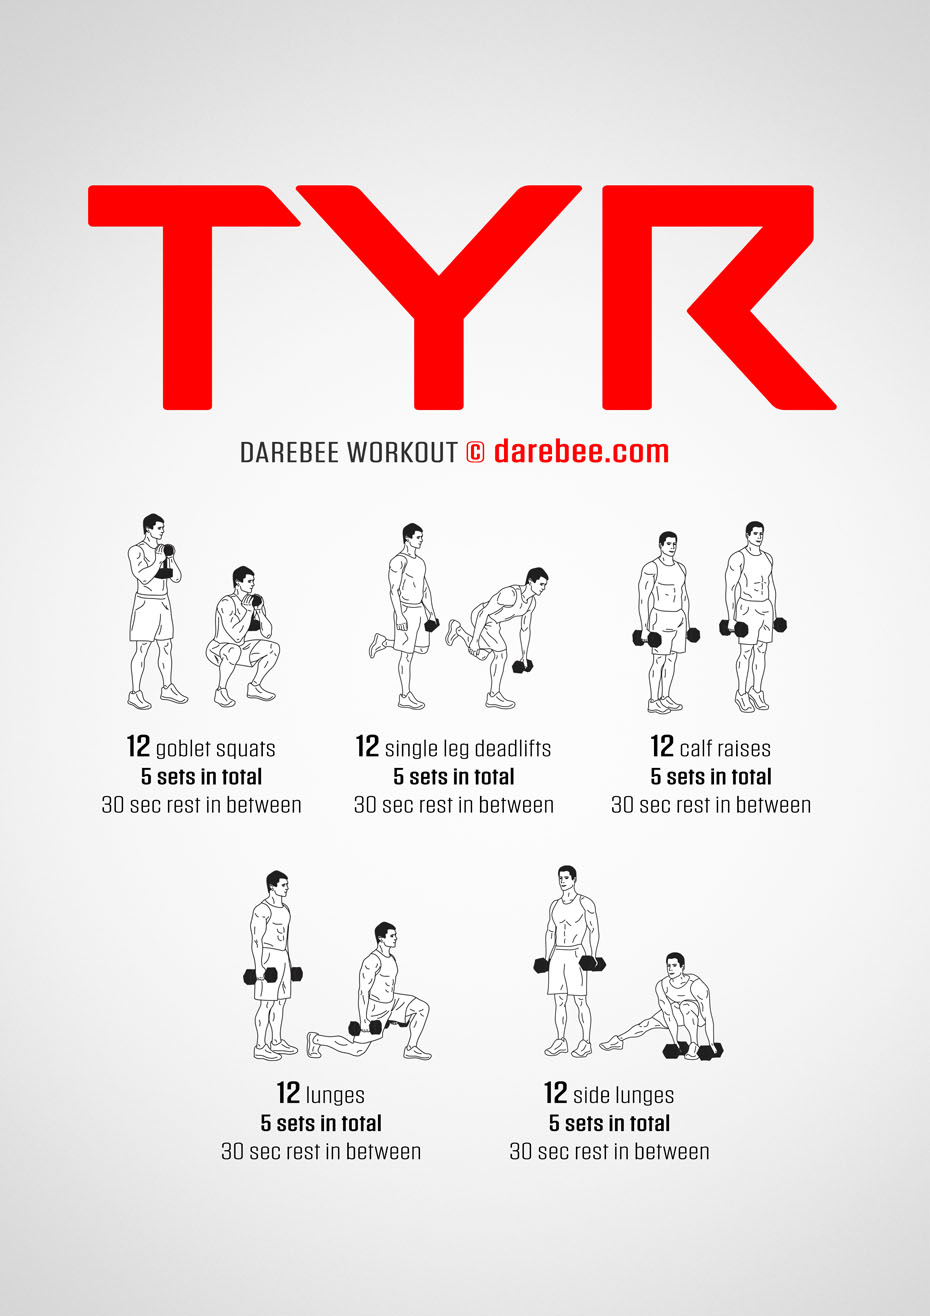 TYR
DAREBEE WORKOUT © darebee.com
12 goblet squats
5 sets in total
30 sec rest in between
12 single leg deadlifts
5 sets in total
30 sec rest in between
12 calf raises
5 sets in total
30 sec rest in between
12 lunges
5 sets in total
30 sec rest in between
12 side lunges
5 sets in total
30 sec rest in between